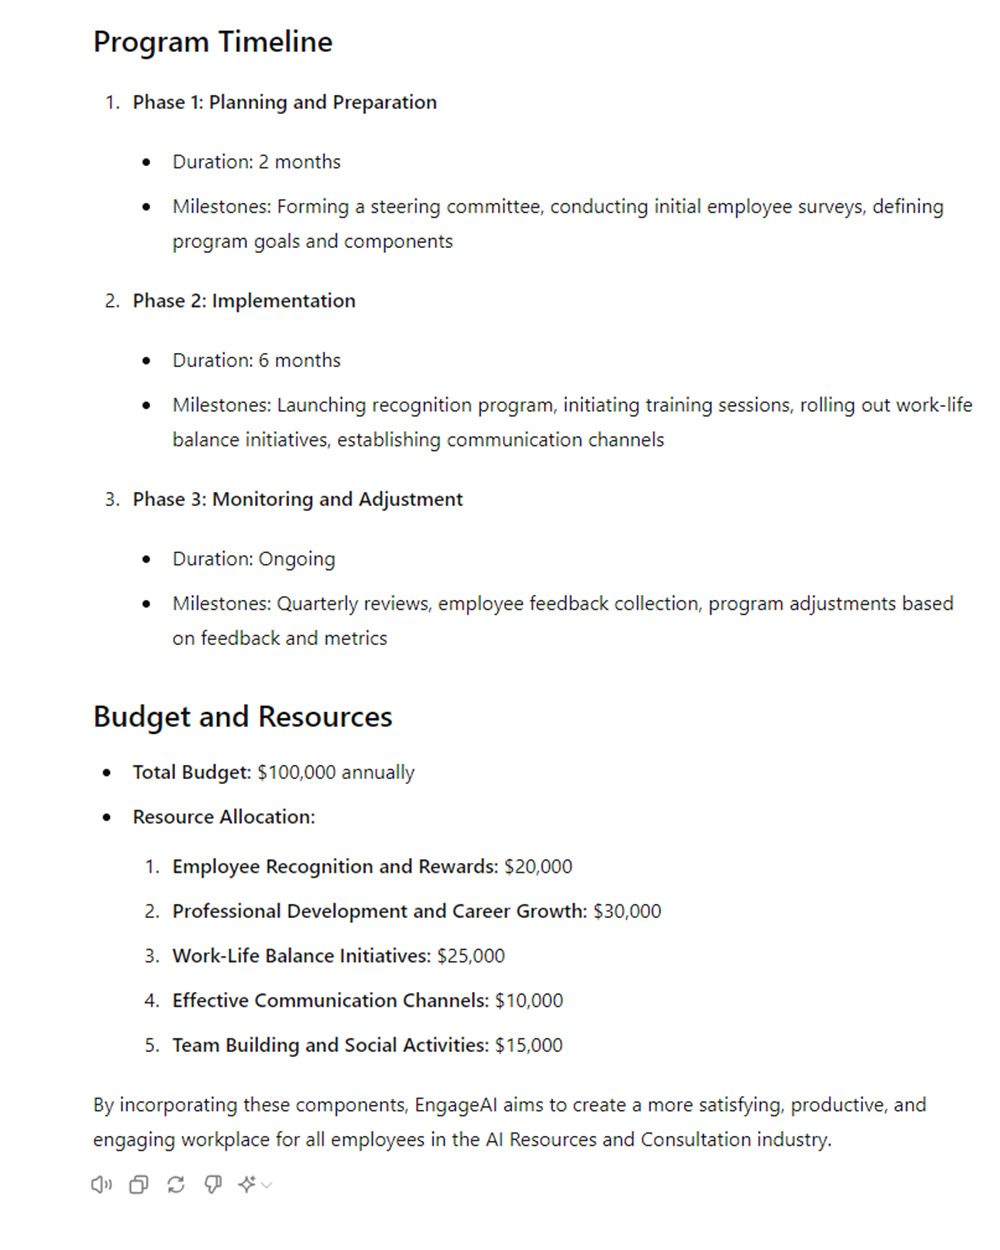 Program Timeline
1. Phase 1: Planning and Preparation
• Duration: 2 months
• Milestones: Forming a steering committee, conducting initial employee surveys, defining
program goals and components
2. Phase 2: Implementation
• Duration: 6 months
• Milestones: Launching recognition program, initiating training sessions, rolling out work-life
balance initiatives, establishing communication channels
3. Phase 3: Monitoring and Adjustment
• Duration: Ongoing
• Milestones: Quarterly reviews, employee feedback collection, program adjustments based
on feedback and metrics
Budget and Resources
• Total Budget: $100,000 annually
• Resource Allocation:
1. Employee Recognition and Rewards: $20,000
2. Professional Development and Career Growth: $30,000
3. Work-Life Balance Initiatives: $25,000
4. Effective Communication Channels: $10,000
5. Team Building and Social Activities: $15,000
By incorporating these components, EngageAI aims to create a more satisfying, productive, and
engaging workplace for all employees in the AI Resources and Consultation industry.